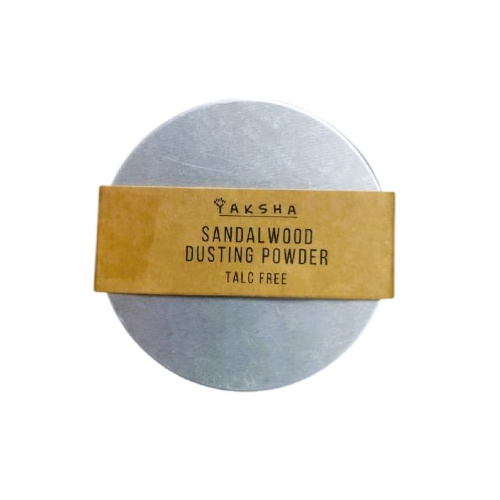 YAKSHA
SANDALWOOD
DUSTING POWDER
TALC FREE